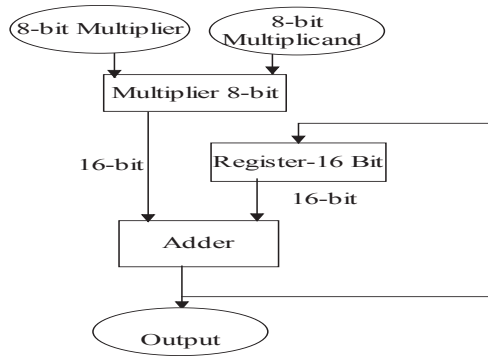 8-bit Multiplier
8-bit
Multiplicand
Multiplier 8-bit
16-bit
Register-16 Bit
16-bit
Adder
Output